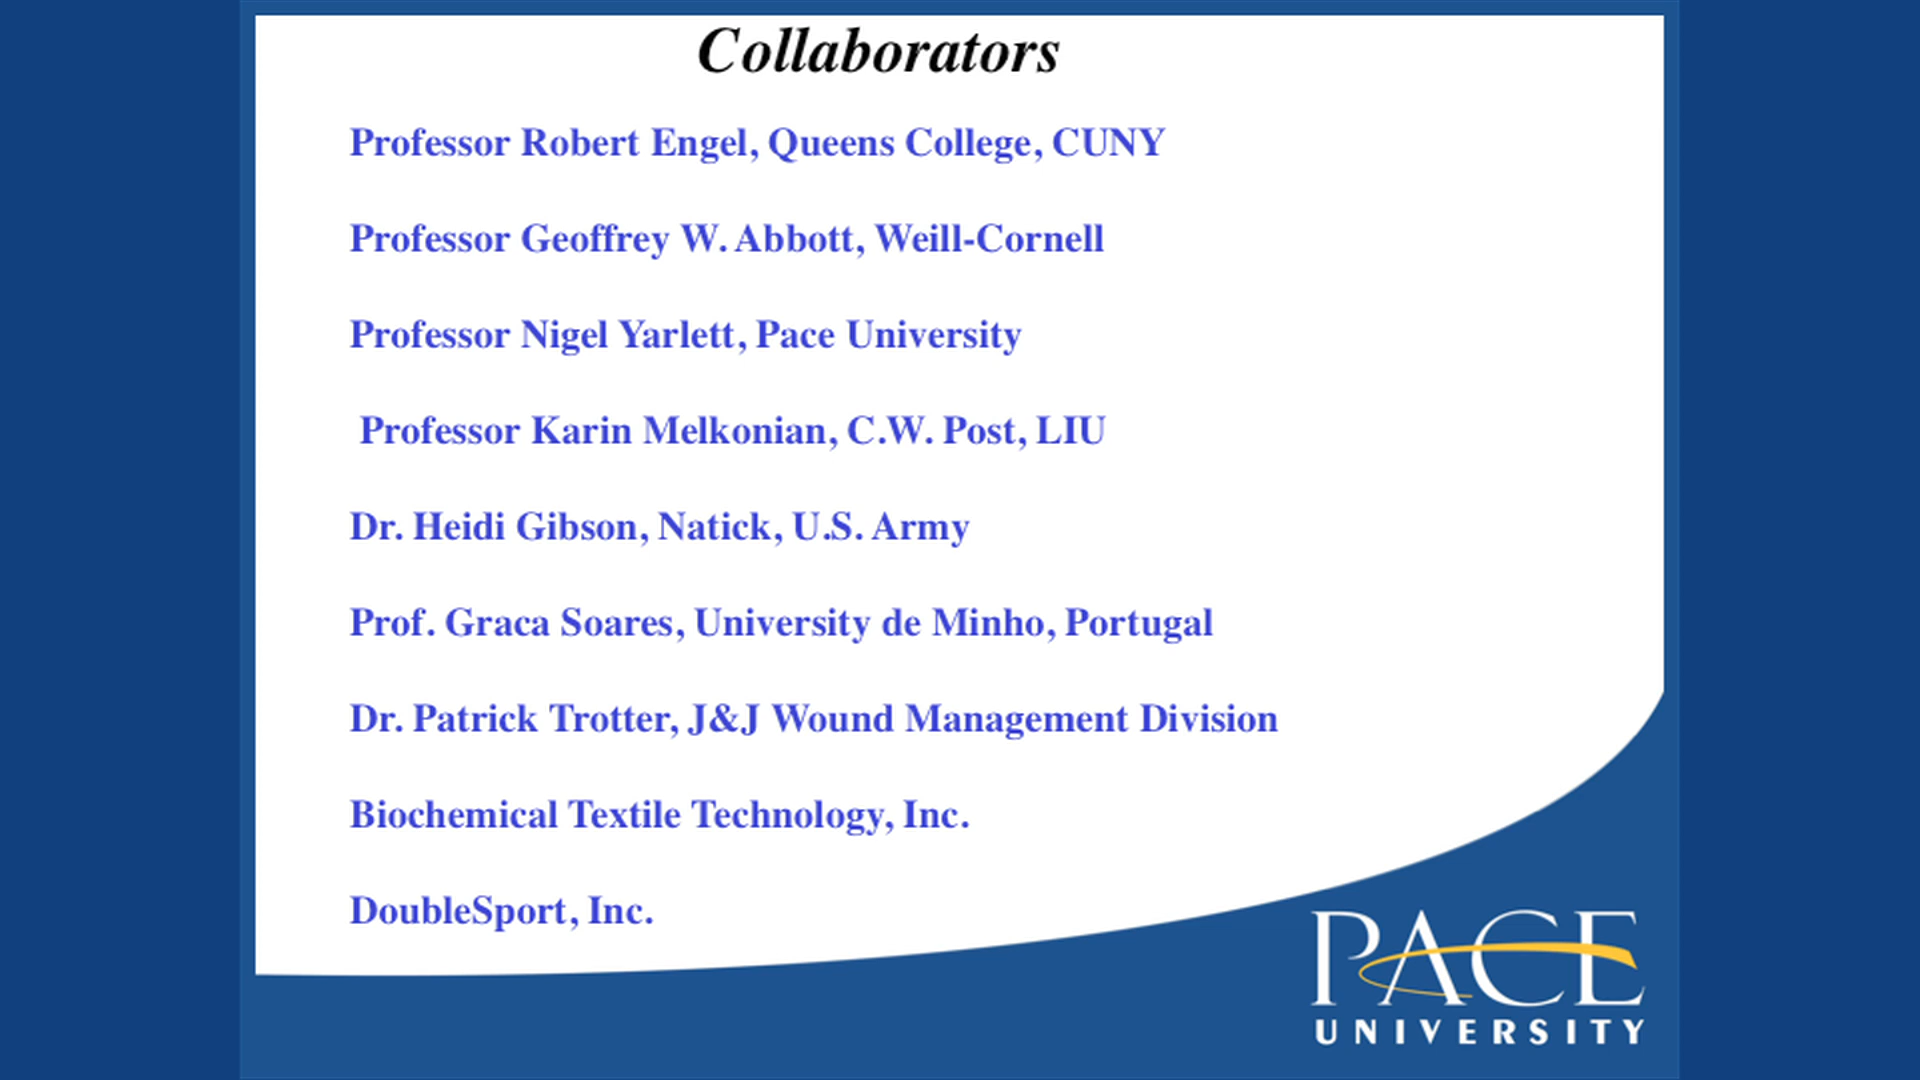 Collaborators
Professor Robert Engel, Queens College, CUNY
Professor Geoffrey W. Abbott, Weill-Cornell
Professor Nigel Yarlett, Pace University
Professor Karin Melkonian, C.W. Post, LIU
Dr. Heidi Gibson, Natick, U.S. Army
Prof. Graca Soares, University de Minho, Portugal
Dr. Patrick Trotter, J&J Wound Management Division
Biochemical Textile Technology, Inc.
DoubleSport, Inc.
PACE
UNIVERSITY